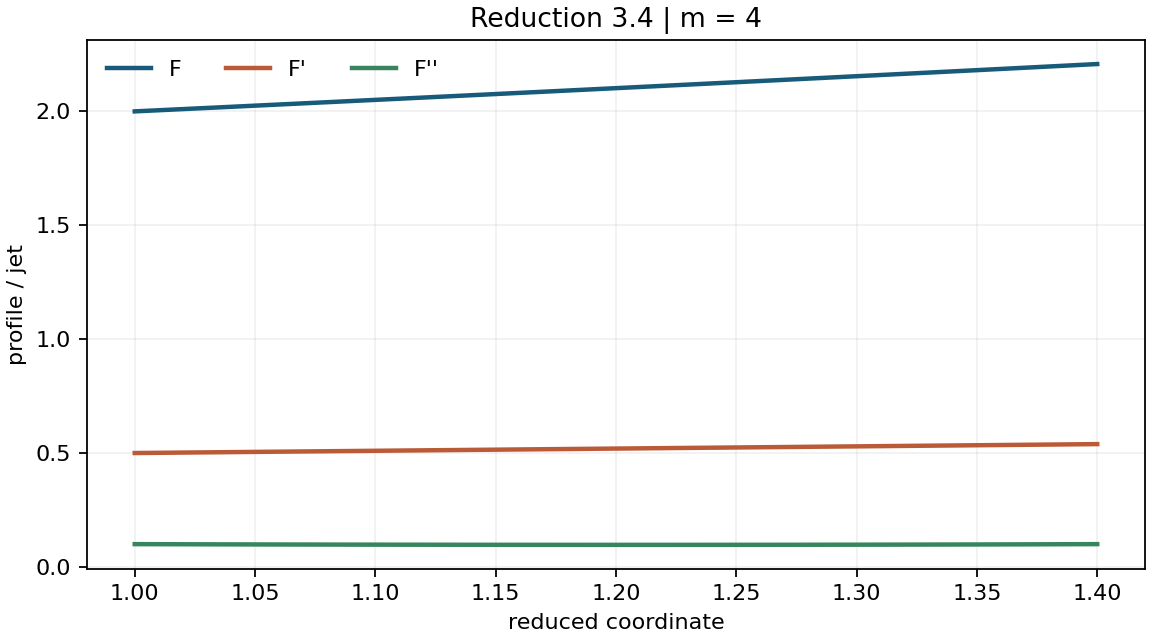 Reduction 3.4 | m = 4
F F' F''
profile / jet
2.0
1.5
1.0
0.5
0.0
1.00 1.05 1.10 1.15 1.20 1.25 1.30 1.35 1.40
reduced coordinate